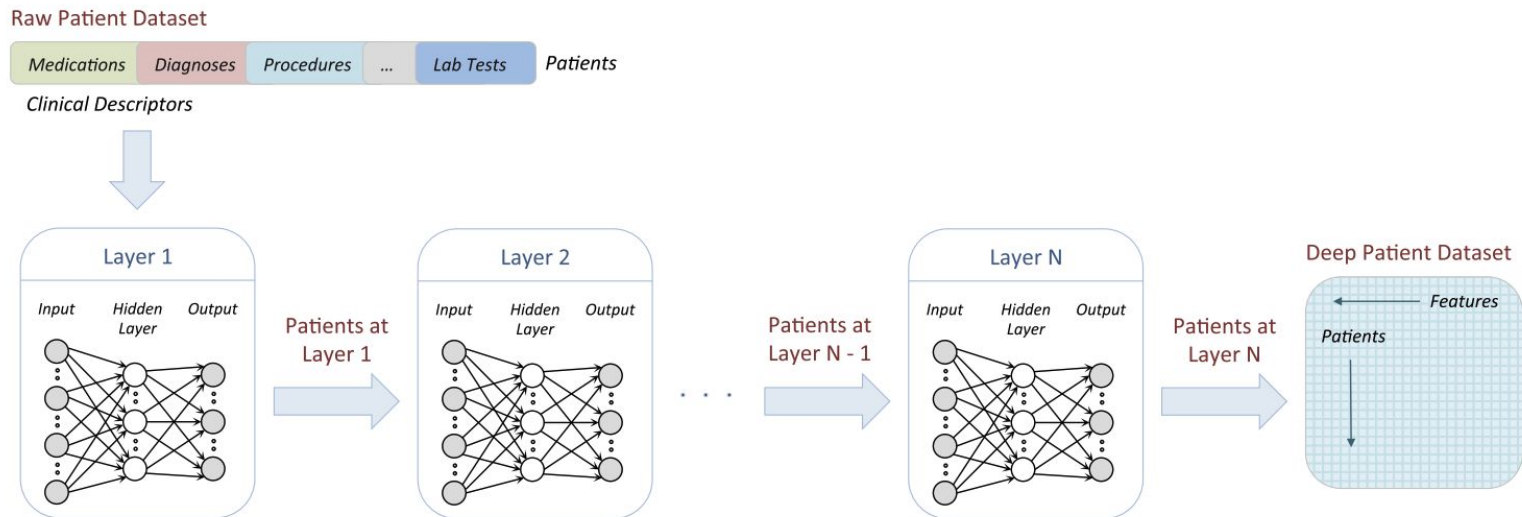 Raw Patient Dataset
Medications Diagnoses Procedures ... Lab Tests Patients
Clinical Descriptors
Layer 1
Input Hidden Layer Output
Patients at
Layer 1
Layer 2
Input Hidden Layer Output
. . .
Patients at
Layer N - 1
Layer N
Input Hidden Layer Output
Patients at
Layer N
Deep Patient Dataset
Features
Patients